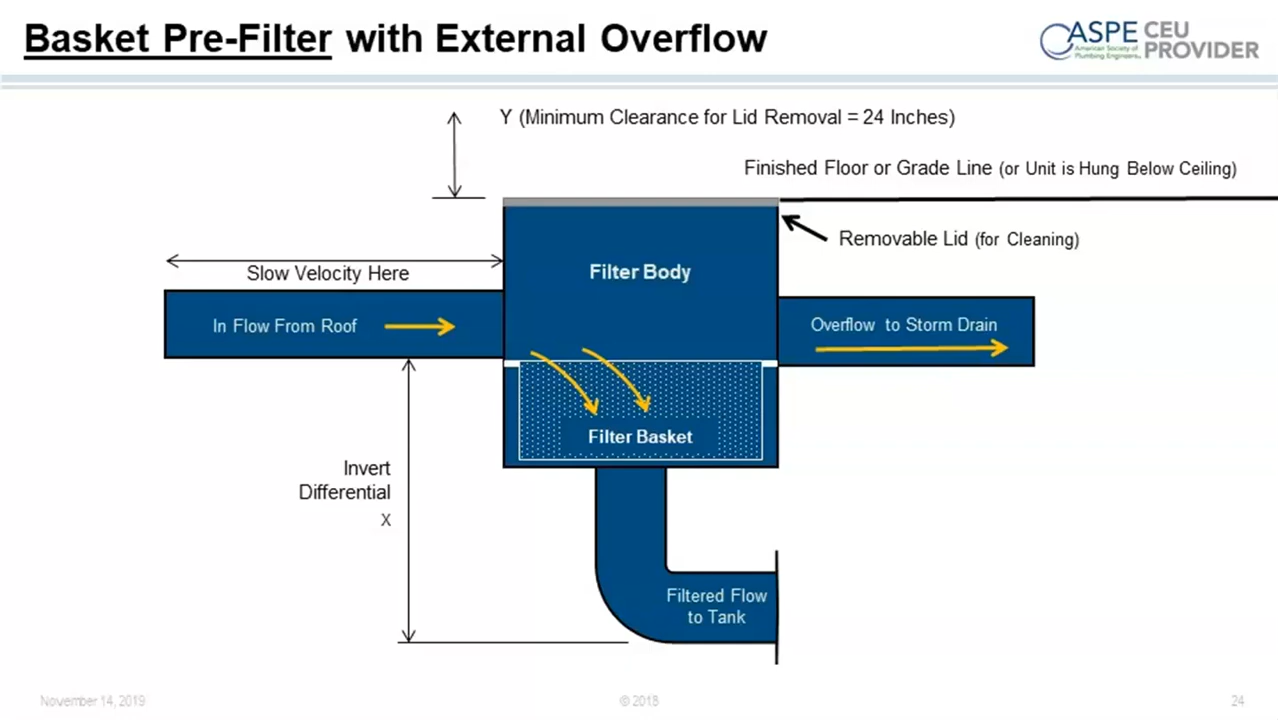 Basket Pre-Filter with External Overflow
ASPE
American Society of
Plumbing Engineers
CEU
PROVIDER
Y (Minimum Clearance for Lid Removal = 24 Inches)
Finished Floor or Grade Line (or Unit is Hung Below Ceiling)
Removable Lid (for Cleaning)
Slow Velocity Here
Filter Body
In Flow From Roof
Overflow to Storm Drain
Filter Basket
Invert
Differential
X
Filtered Flow
to Tank
November 14, 2019
© 2018
24